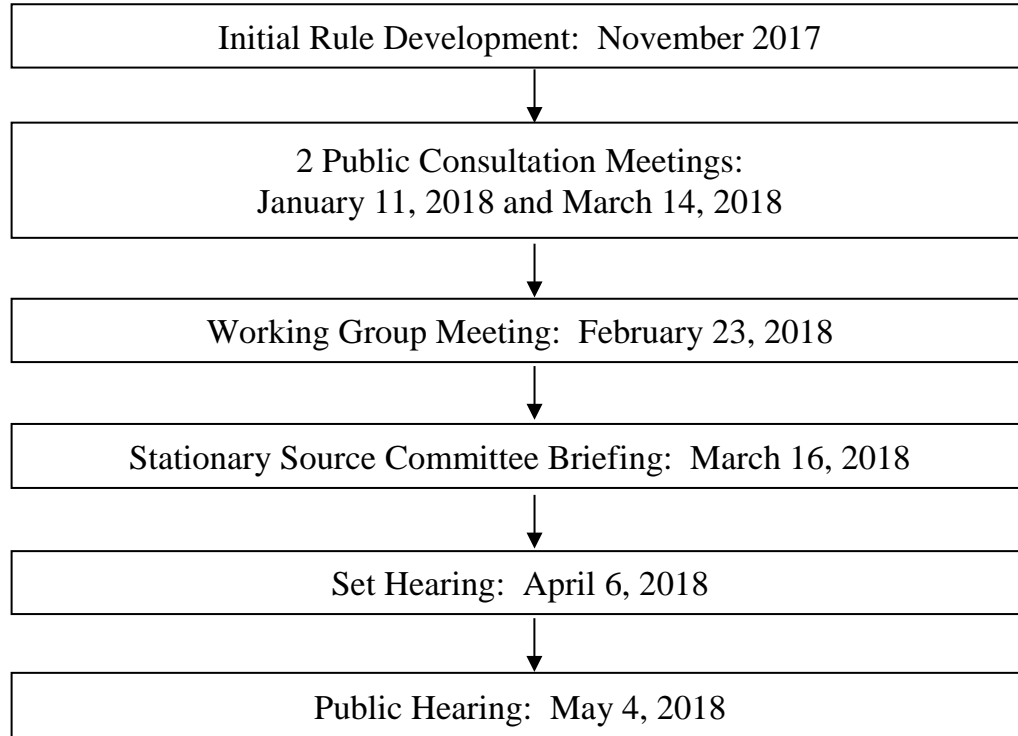 Initial Rule Development:  November 2017
2 Public Consultation Meetings:
January 11, 2018 and March 14, 2018
Working Group Meeting:  February 23, 2018
Stationary Source Committee Briefing:  March 16, 2018
Set Hearing:  April 6, 2018
Public Hearing:  May 4, 2018